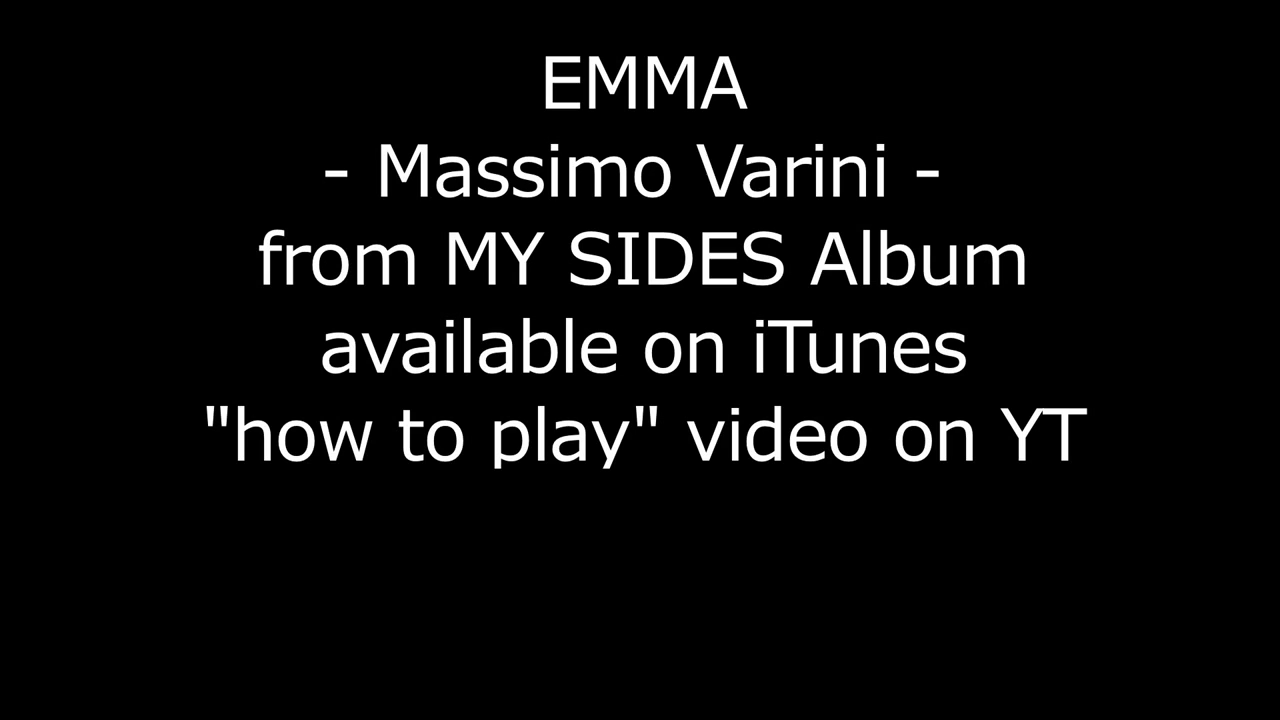 EMMA
- Massimo Varini -
from MY SIDES Album
available on iTunes
"how to play" video on YT